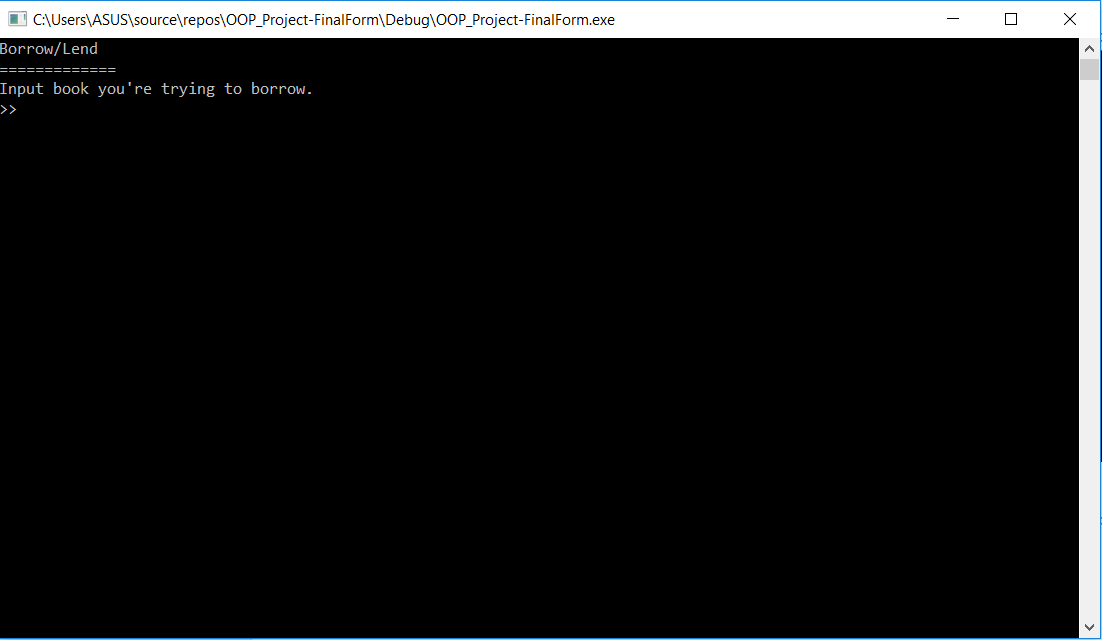 C:\Users\ASUS\source\repos\OOP_Project-FinalForm\Debug\OOP_Project-FinalForm.exe
Borrow/Lend
=============
Input book you're trying to borrow.
>>